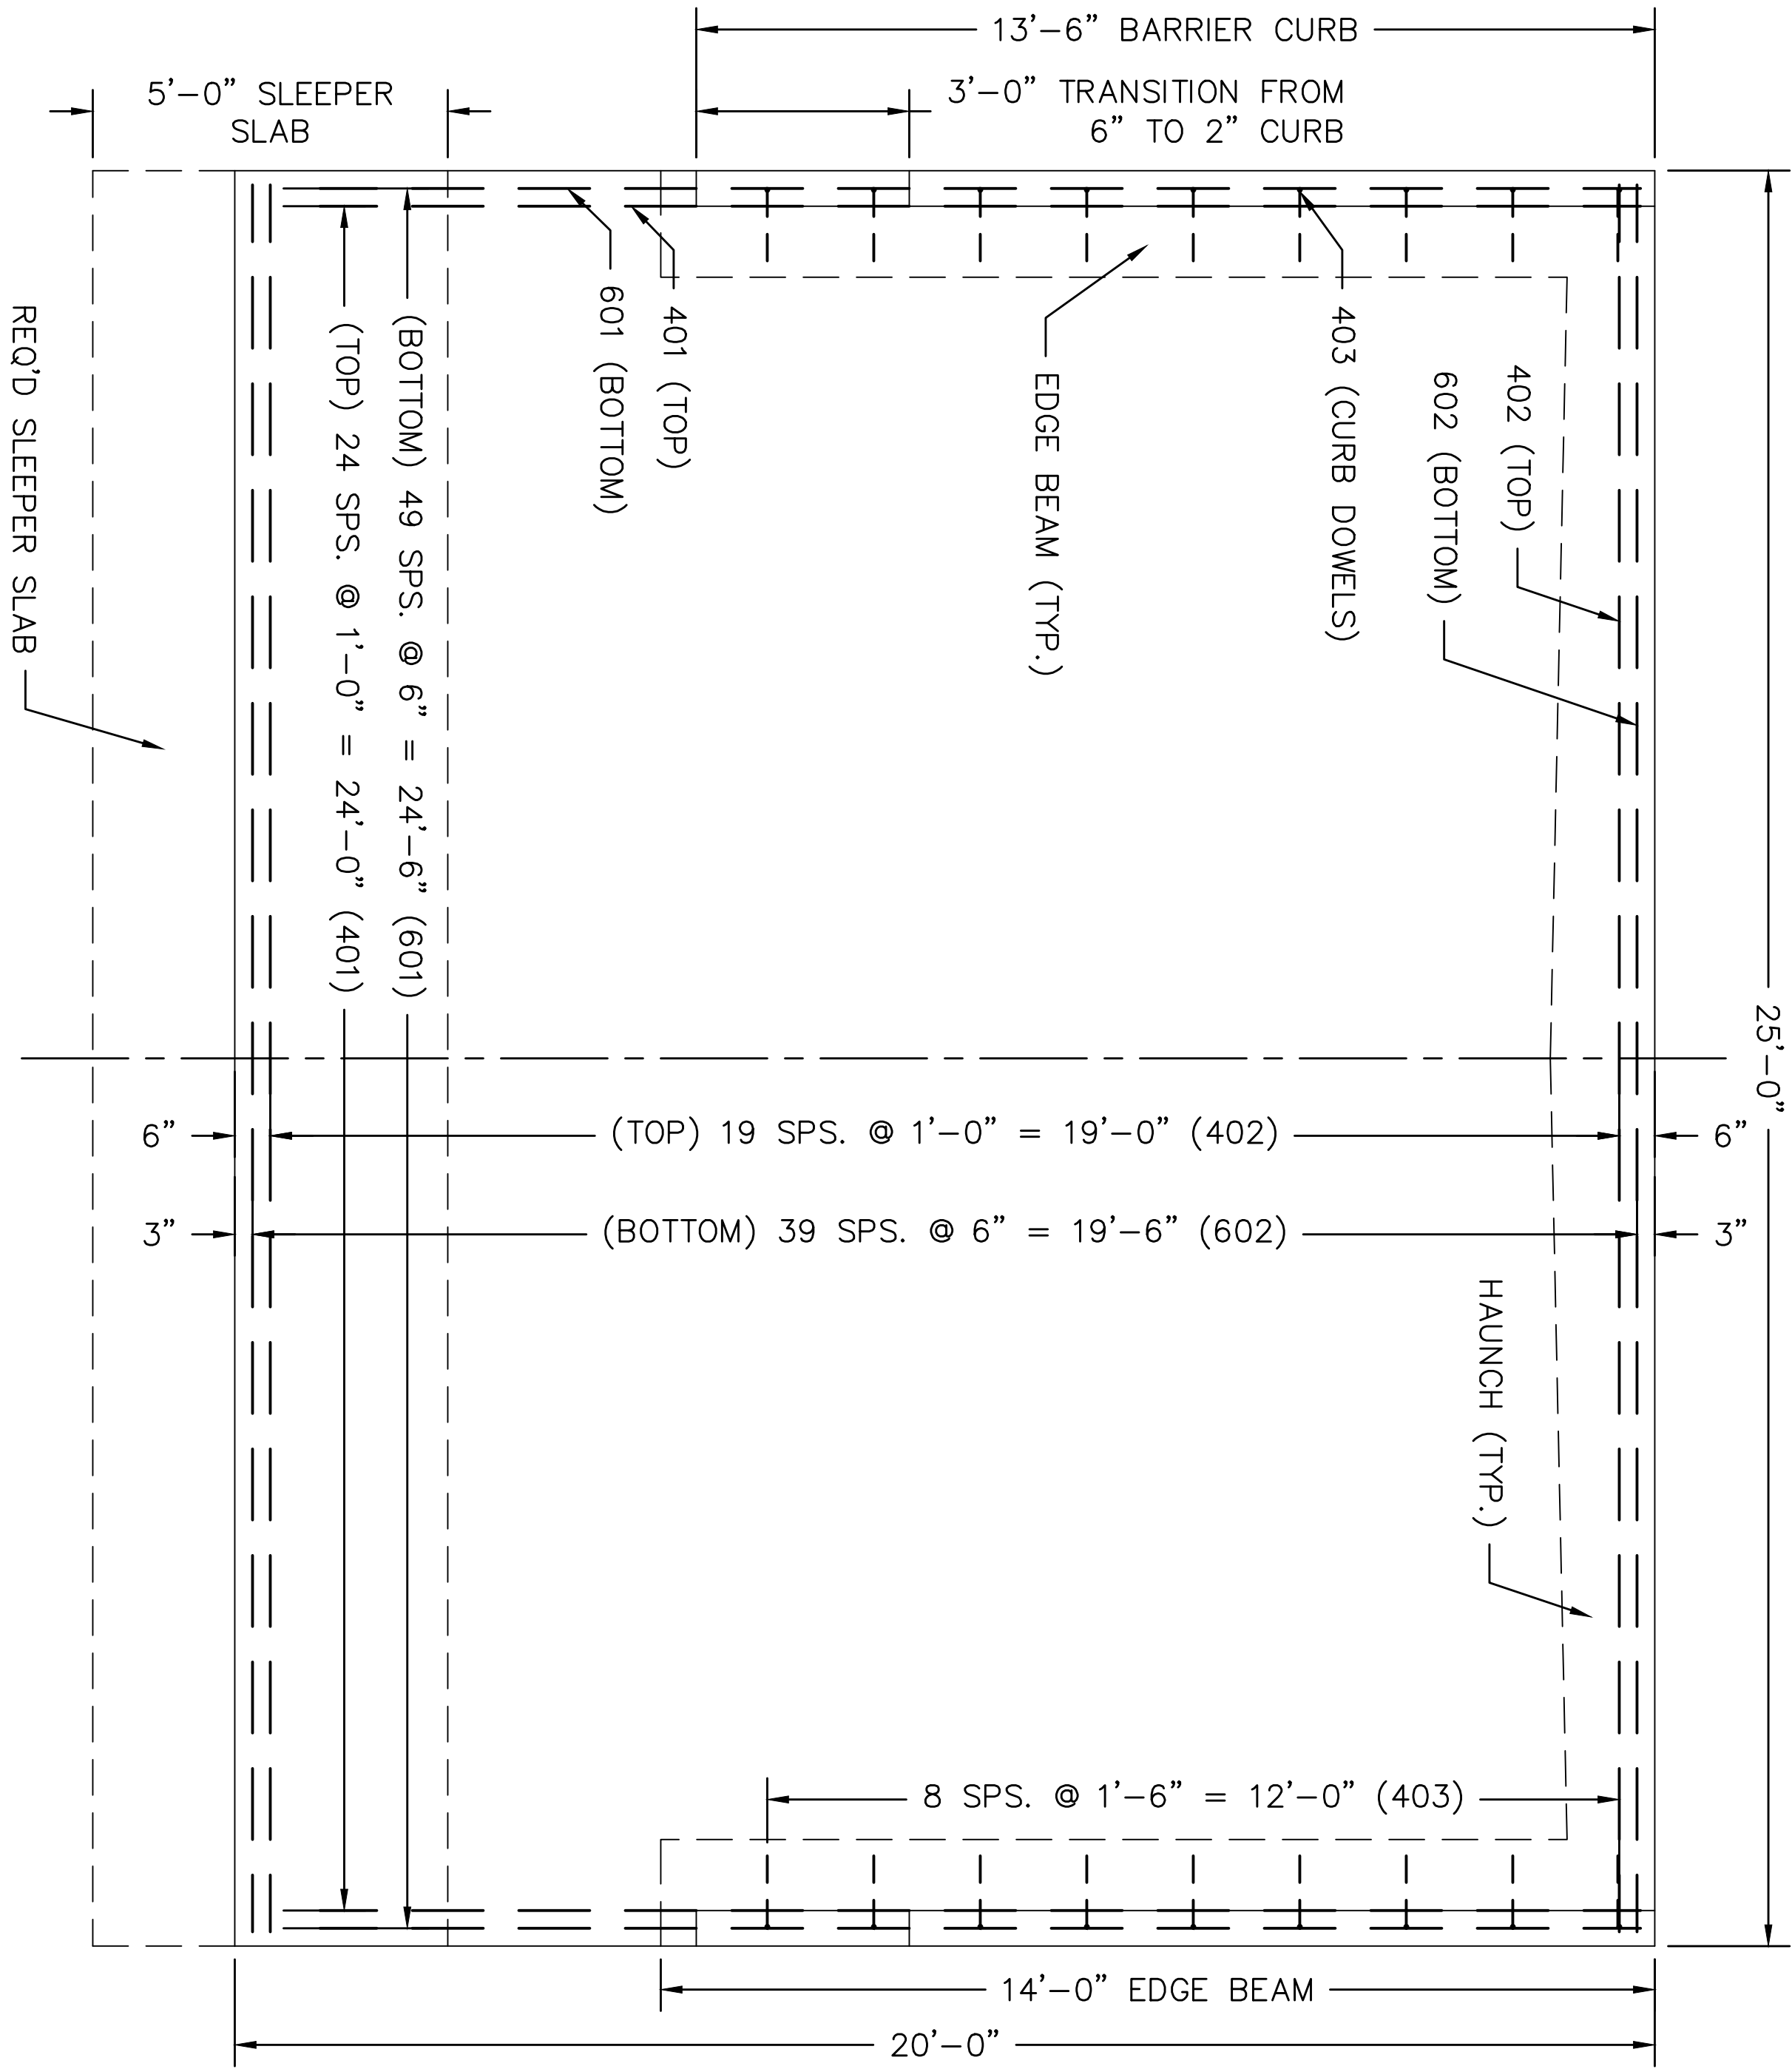 13'-6" BARRIER CURB
5'-0" SLEEPER
SLAB
3'-0" TRANSITION FROM
6" TO 2" CURB
REQ'D SLEEPER SLAB
(TOP) 24 SPS. @ 1'-0" = 24'-0" (401)
(BOTTOM) 49 SPS. @ 6" = 24'-6" (601)
601 (BOTTOM)
401 (TOP)
EDGE BEAM (TYP.)
403 (CURB DOWELS)
602 (BOTTOM)
402 (TOP)
25'-0"
6"
(TOP) 19 SPS. @ 1'-0" = 19'-0" (402)
6"
3"
(BOTTOM) 39 SPS. @ 6" = 19'-6" (602)
3"
HAUNCH (TYP.)
8 SPS. @ 1'-6" = 12'-0" (403)
14'-0" EDGE BEAM
20'-0"